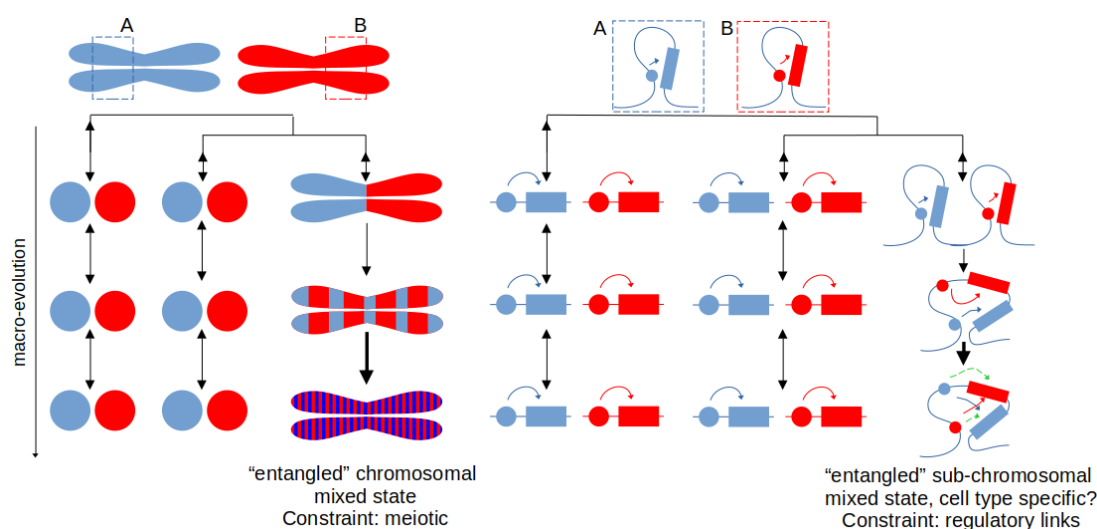 A
B
A
B
macro-evolution
“entangled” chromosomal
mixed state
Constraint: meiotic
“entangled” sub-chromosomal
mixed state, cell type specific?
Constraint: regulatory links